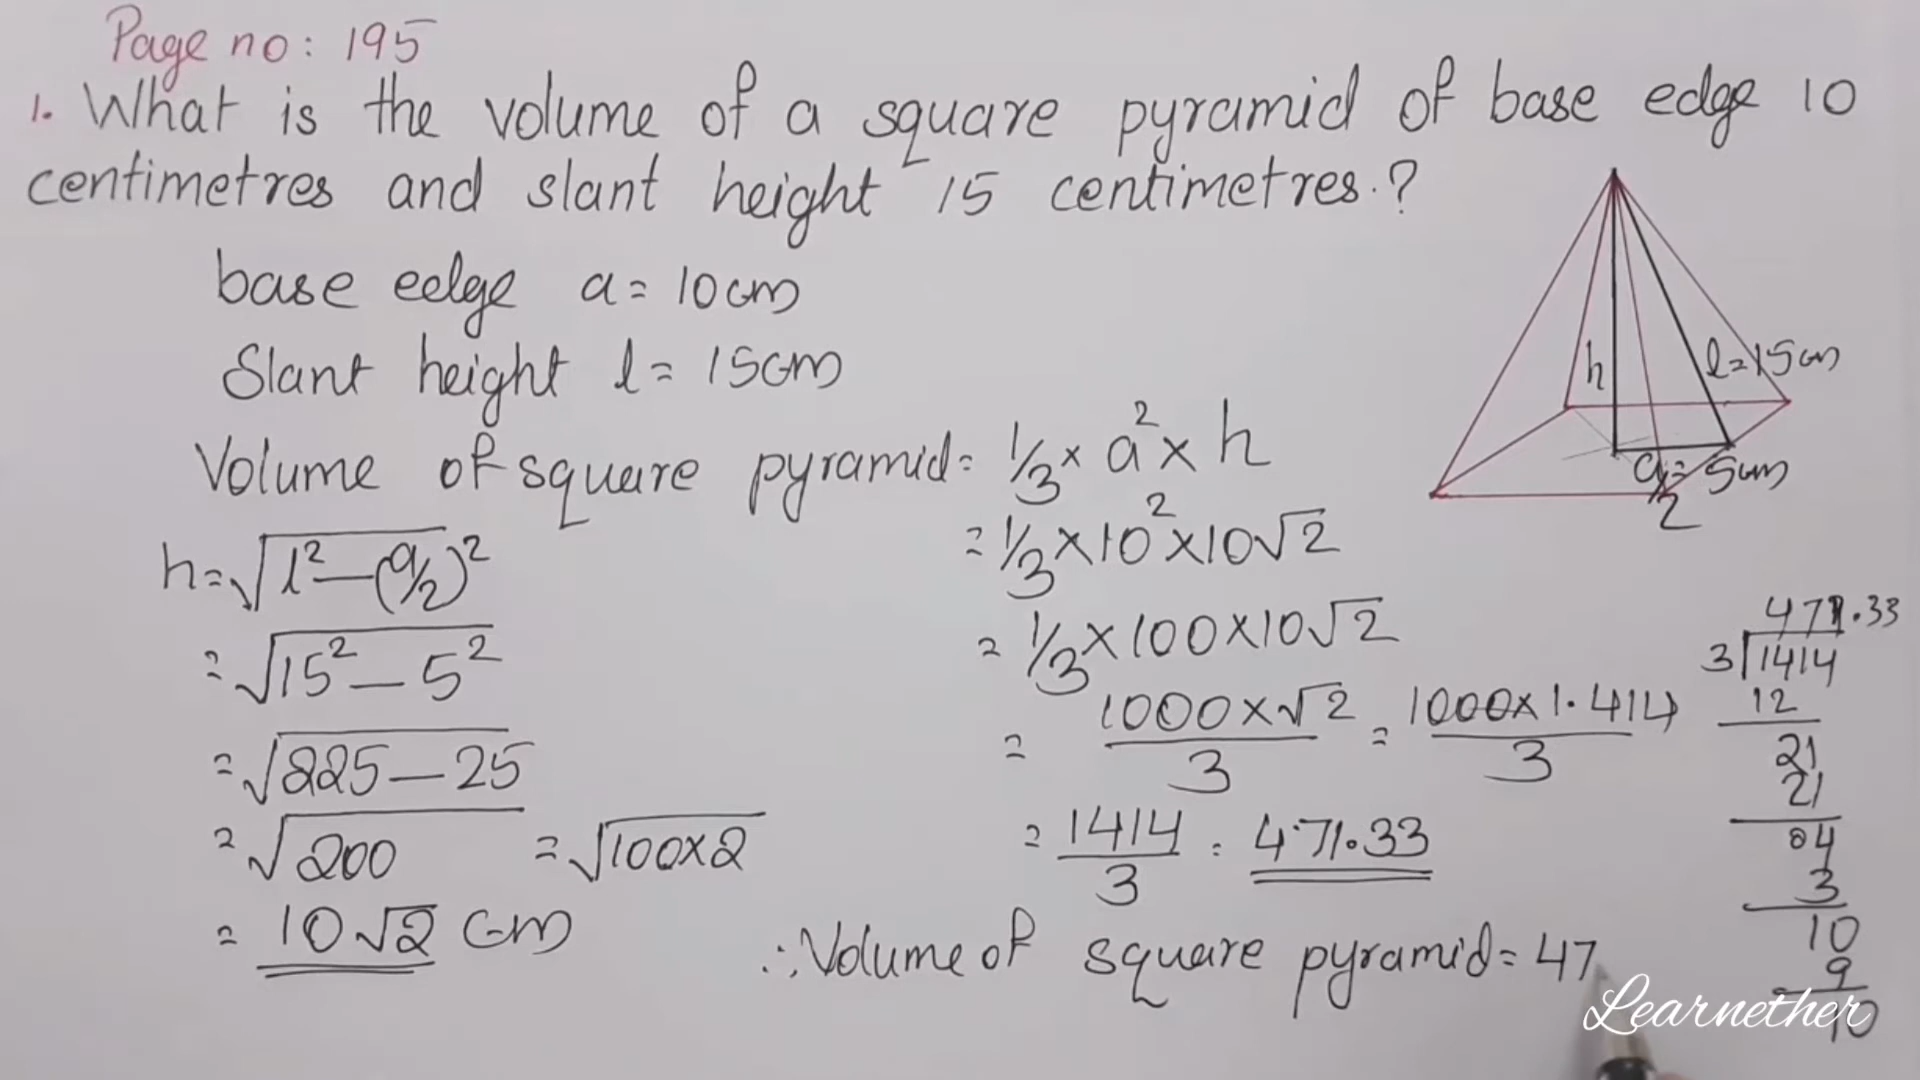 Page no: 195
1. What is the volume of a square pyramid of base edge 10
centimetres and slant height 15 centimetres.?
base edge a = 10cm
Slant height l = 15cm
Volume of square pyramid = 1/3 × a² × h
h = √l² – (a/2)²
= √15² – 5²
= √225 – 25
= √200 = √100×2
= 10√2 cm
= 1/3 × 10² × 10√2
= 1/3 × 100 × 10√2
= 1000 × √2 / 3 = 1000 × 1.414 / 3
= 1414 / 3 = 471.33
∴ Volume of square pyramid = 47
h
l = 15cm
a/2 = 5cm
471.33
3 1414
12
21
21
04
3
10
9
10
Learnether